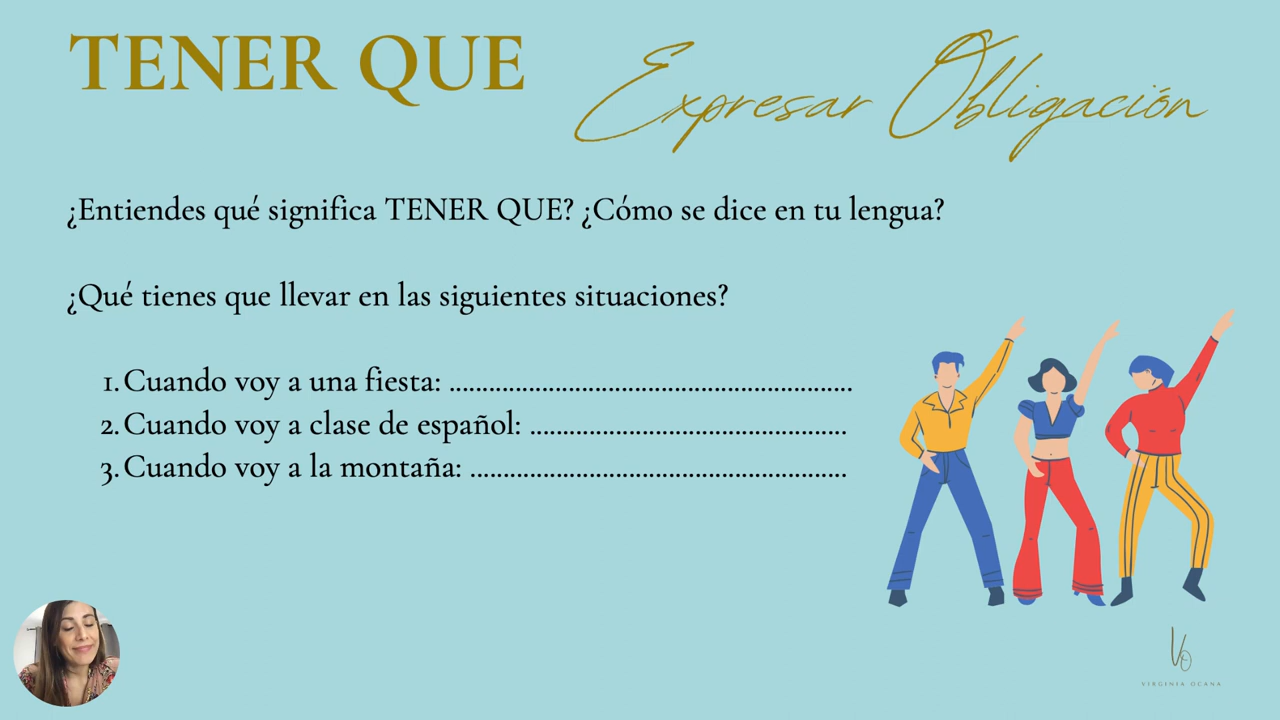 TENER QUE
Expresar Obligación
¿Entiendes qué significa TENER QUE? ¿Cómo se dice en tu lengua?
¿Qué tienes que llevar en las siguientes situaciones?
1. Cuando voy a una fiesta: .............................................................
2. Cuando voy a clase de español: ................................................
3. Cuando voy a la montaña: .........................................................
VO
VIRGINIA OCANA